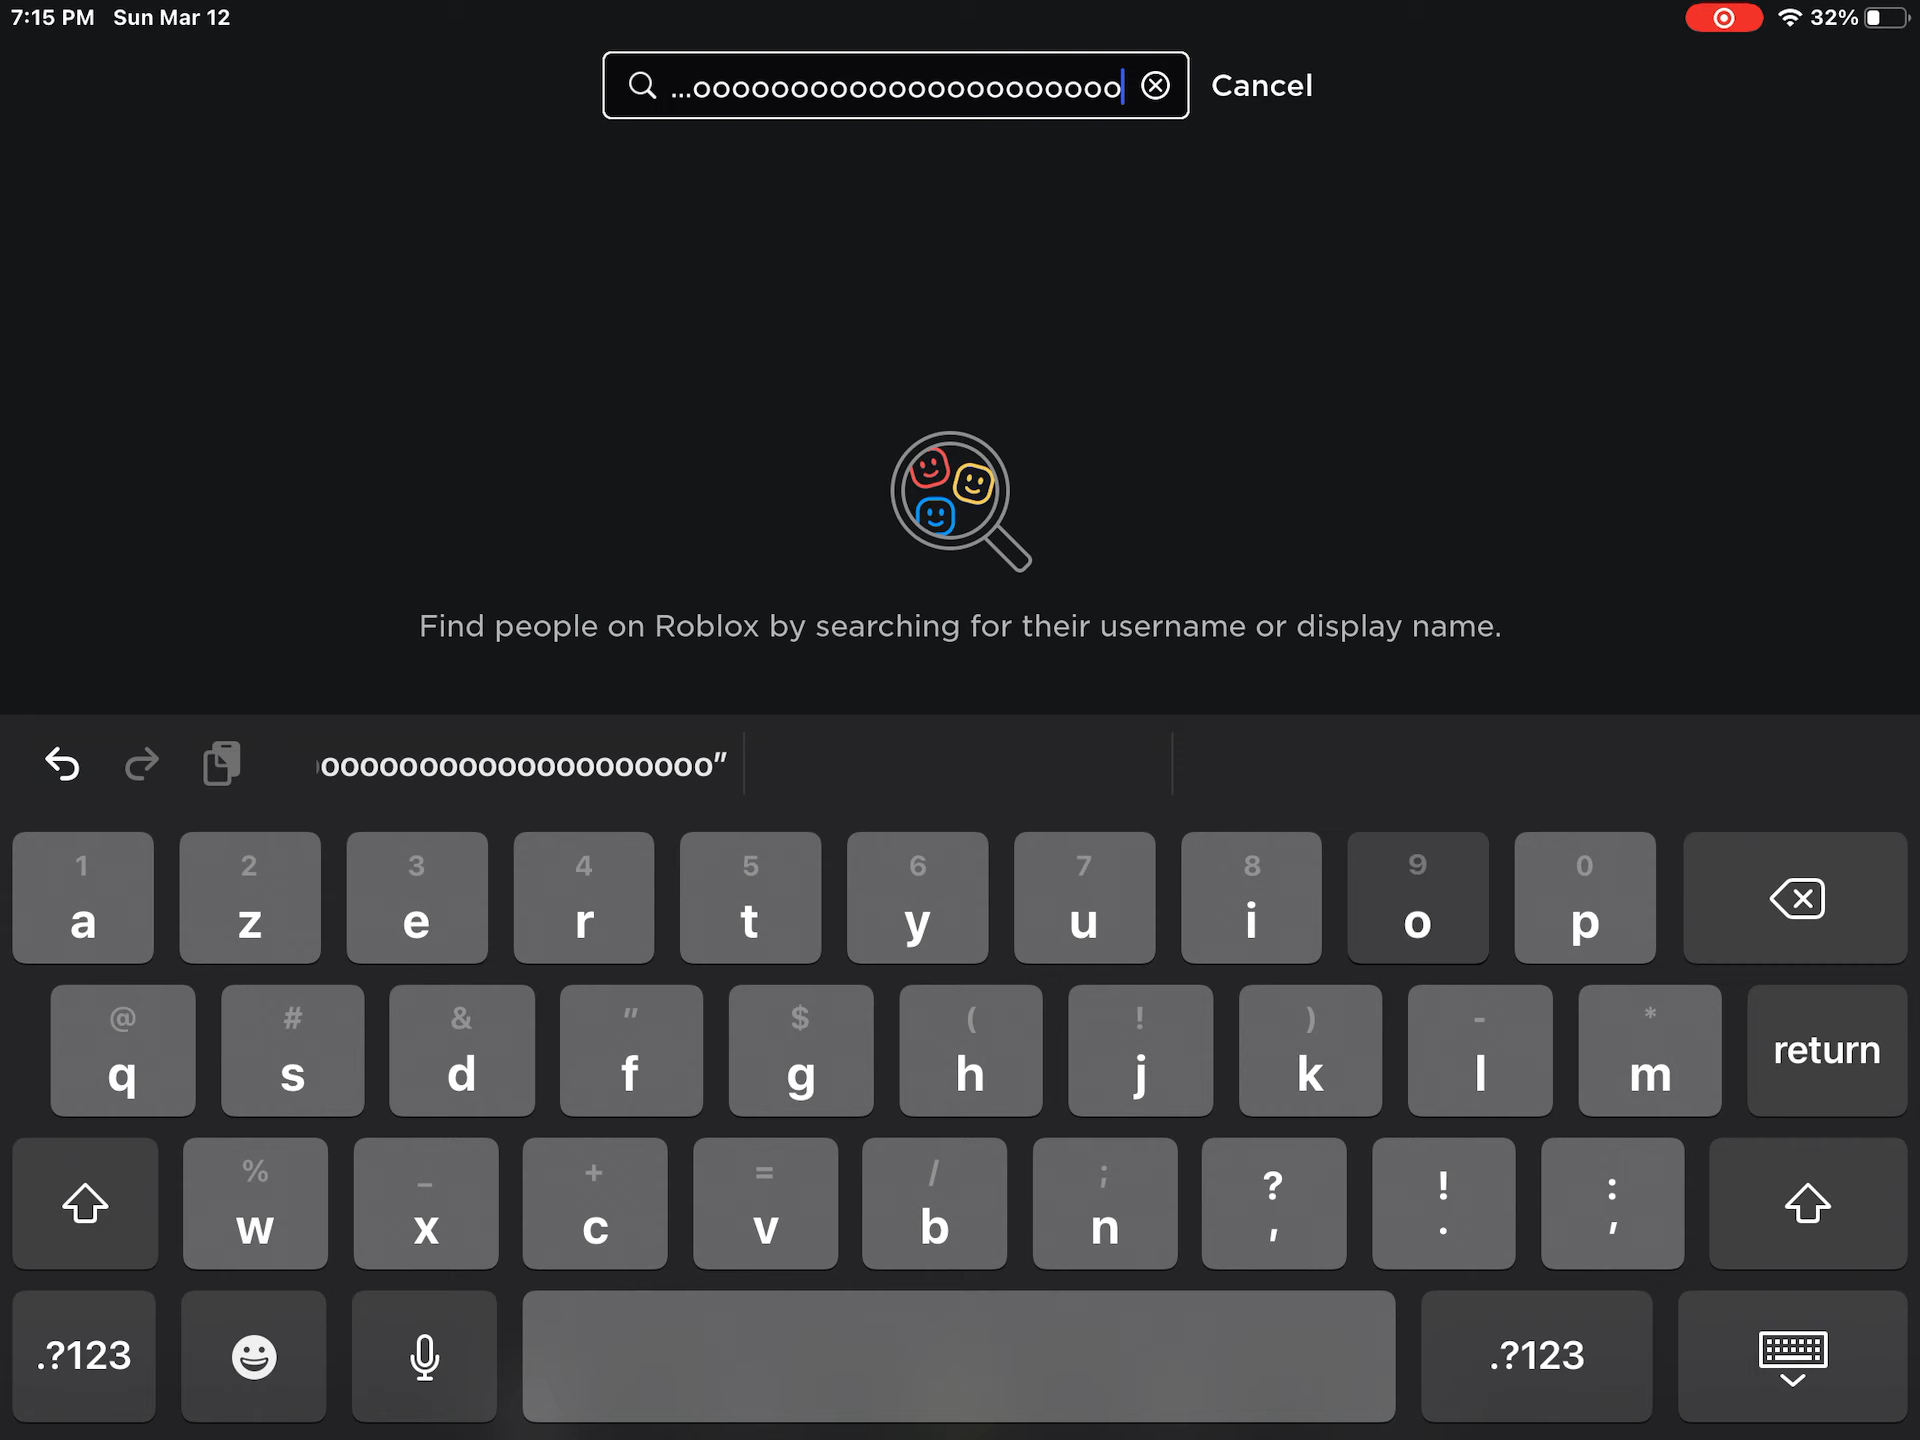 7:15 PM Sun Mar 12 32%
...oooooooooooooooooooooo Cancel
Find people on Roblox by searching for their username or display name.
oooooooooooooooooooo"
1 2 3 4 5 6 7 8 9 0
a z e r t y u i o p
@ # & " $ ( ! ) - *
q s d f g h j k l m return
% _ + = / ; ? ! :
w x c v b n , . '
.?123 .?123